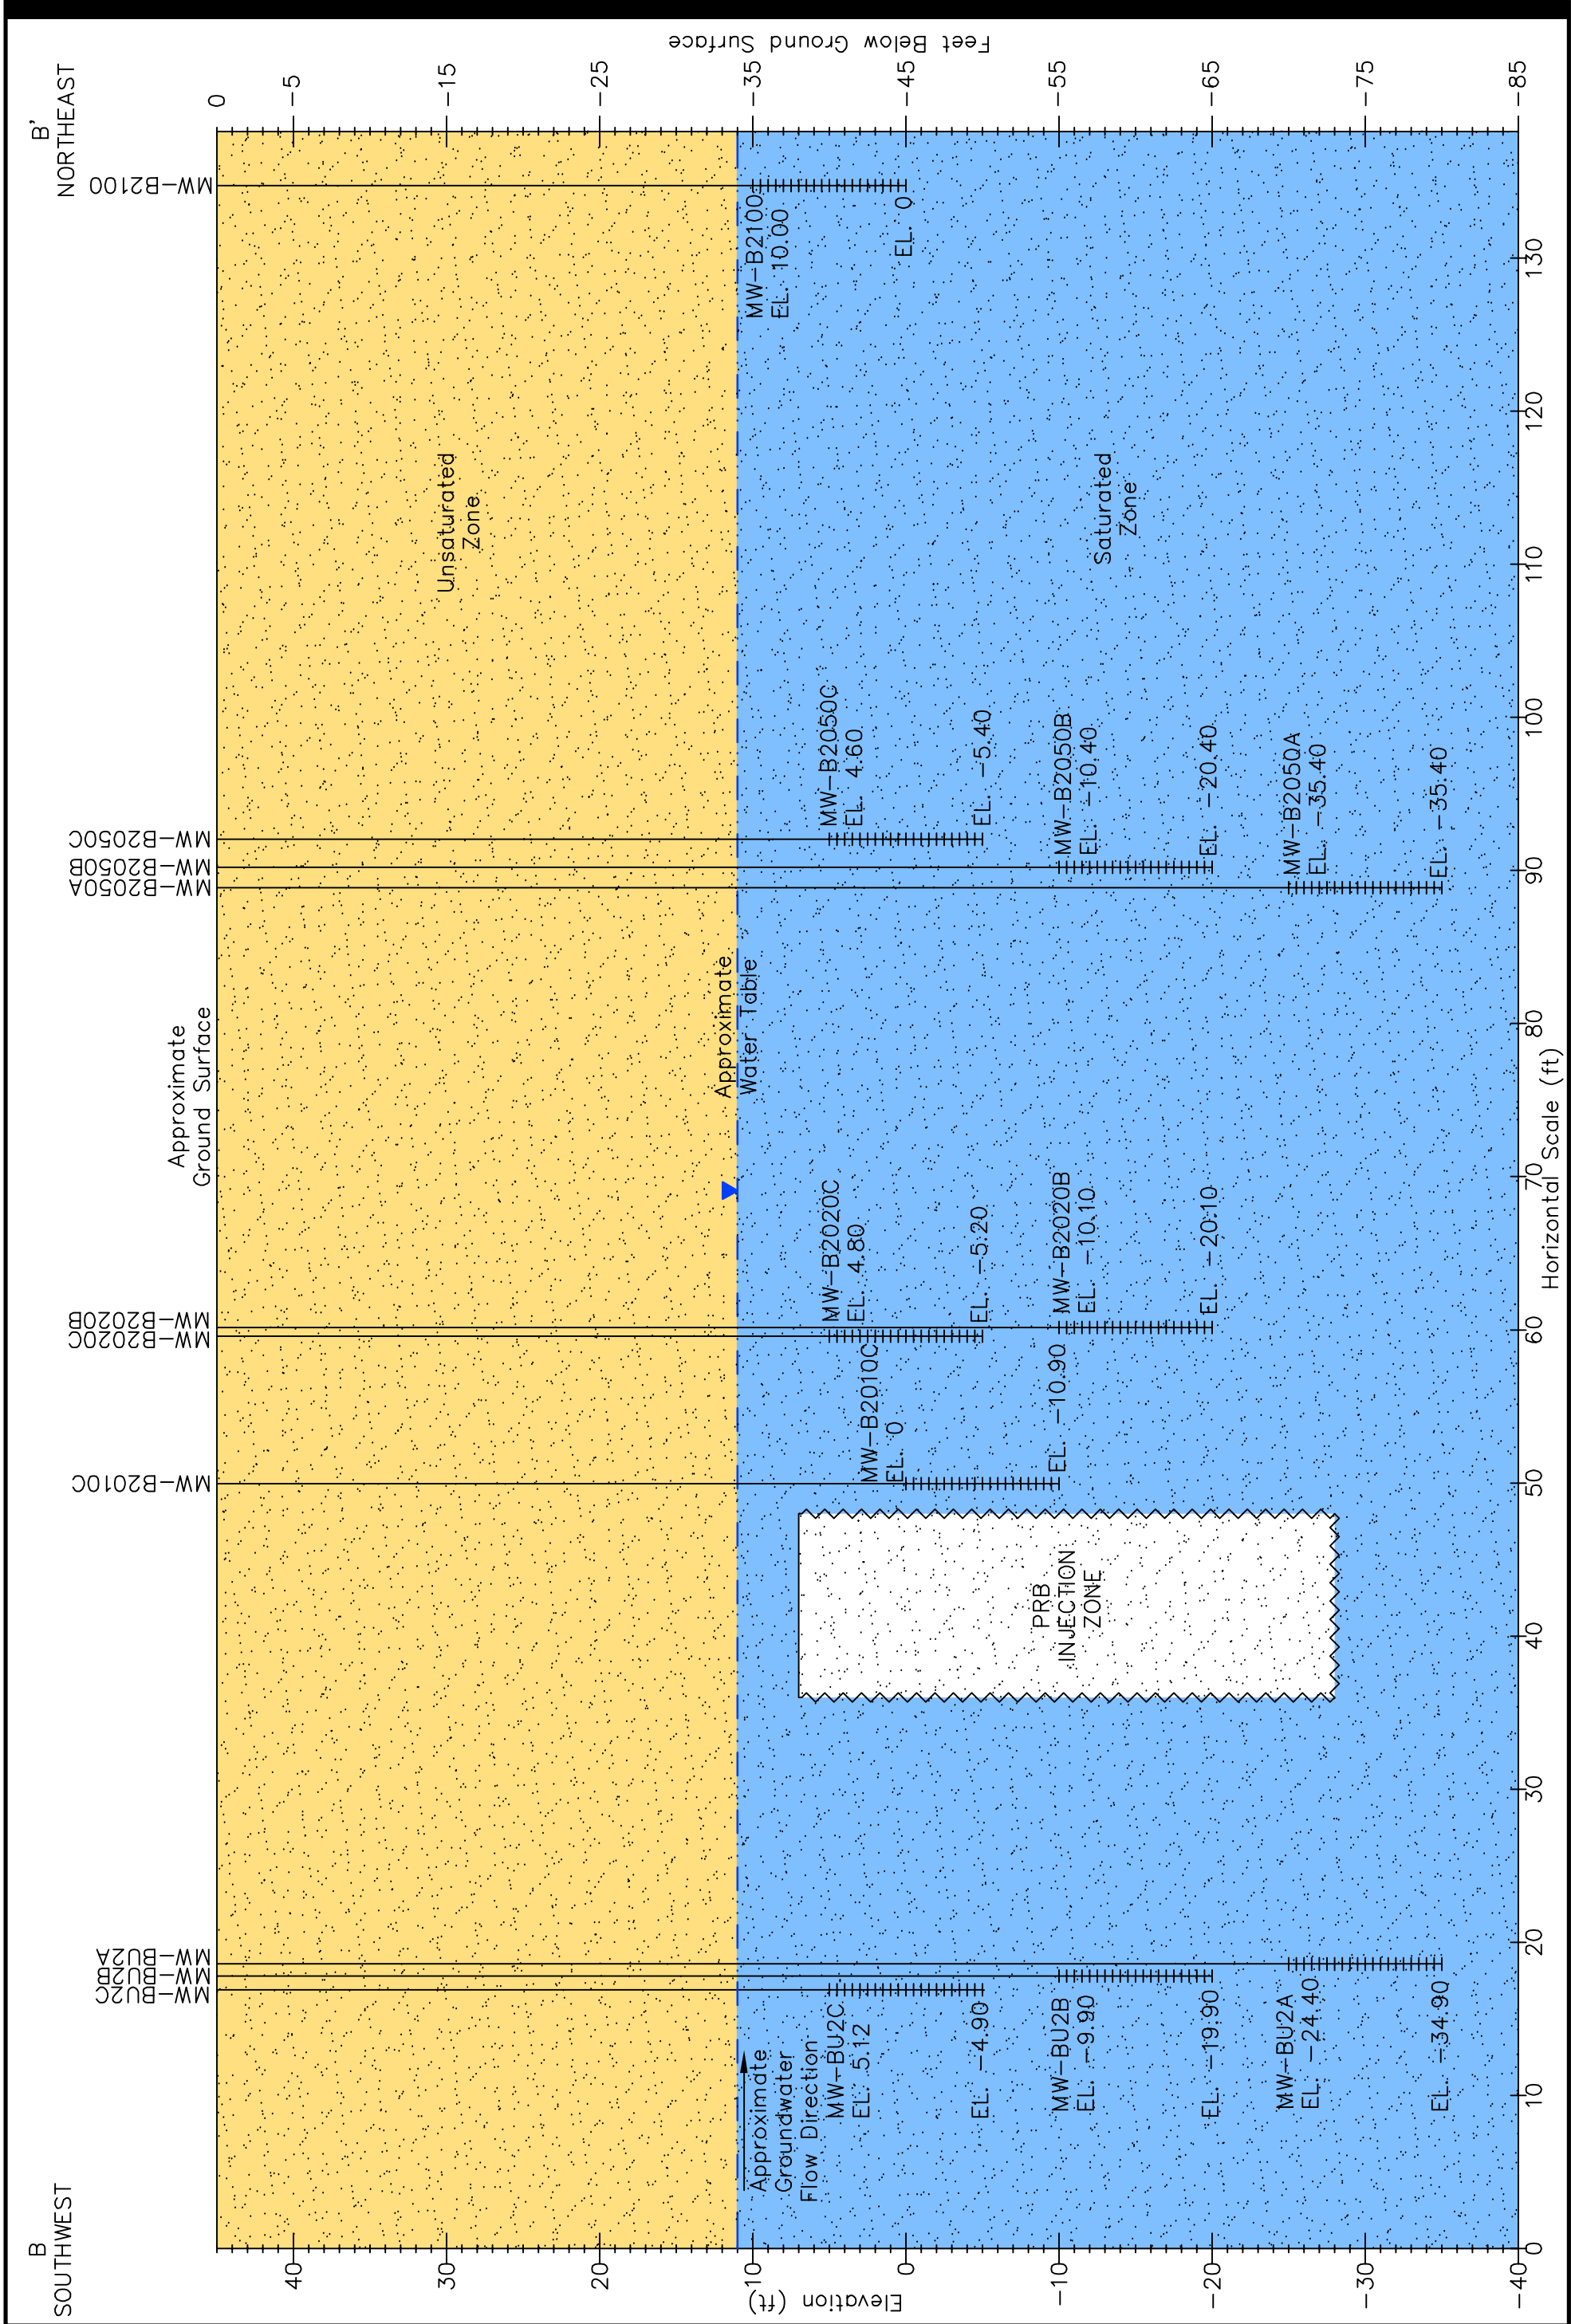 B
SOUTHWEST
B'
NORTHEAST
MW-BU2C
MW-BU2B
MW-BU2A
MW-B2010C
MW-B2020C
MW-B2020B
MW-B2050A
MW-B2050B
MW-B2050C
MW-B2100
Approximate
Ground Surface
Unsaturated
Zone
Approximate
Water Table
Approximate
Groundwater
Flow Direction
MW-BU2C
EL. 5.12
EL. -4.90
MW-BU2B
EL. -9.90
EL. -19.90
MW-BU2A
EL. -24.40
EL. -34.90
PRB
INJECTION
ZONE
MW-B2010C
EL. 0
EL. -10.90
MW-B2020C
EL. 4.80
EL. -5.20
MW-B2020B
EL. -10.10
EL. -20.10
MW-B2050C
EL. 4.60
EL. -5.40
MW-B2050B
EL. -10.40
EL. -20.40
MW-B2050A
EL. -35.40
EL. -35.40
MW-B2100
EL. 10.00
EL. 0
Saturated
Zone
Elevation (ft)
40
30
20
10
0
-10
-20
-30
-40
Feet Below Ground Surface
0
-5
-15
-25
-35
-45
-55
-65
-75
-85
0
10
20
30
40
50
60
70
80
90
100
110
120
130
Horizontal Scale (ft)